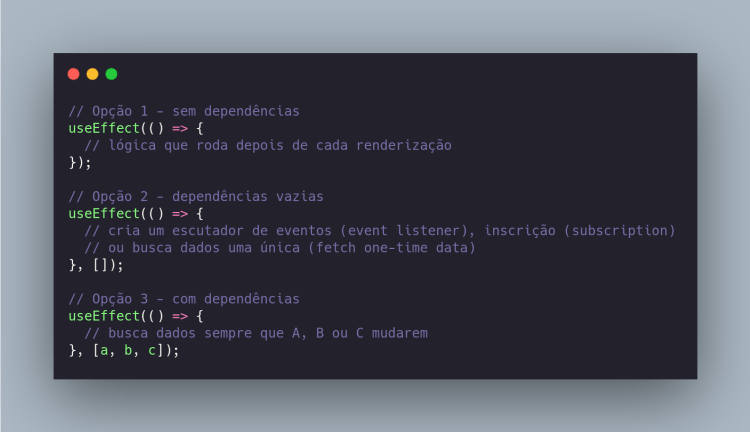 // Opção 1 - sem dependências
useEffect(() => {
  // lógica que roda depois de cada renderização
});
// Opção 2 - dependências vazias
useEffect(() => {
  // cria um escutador de eventos (event listener), inscrição (subscription)
  // ou busca dados uma única (fetch one-time data)
}, []);
// Opção 3 - com dependências
useEffect(() => {
  // busca dados sempre que A, B ou C mudarem
}, [a, b, c]);